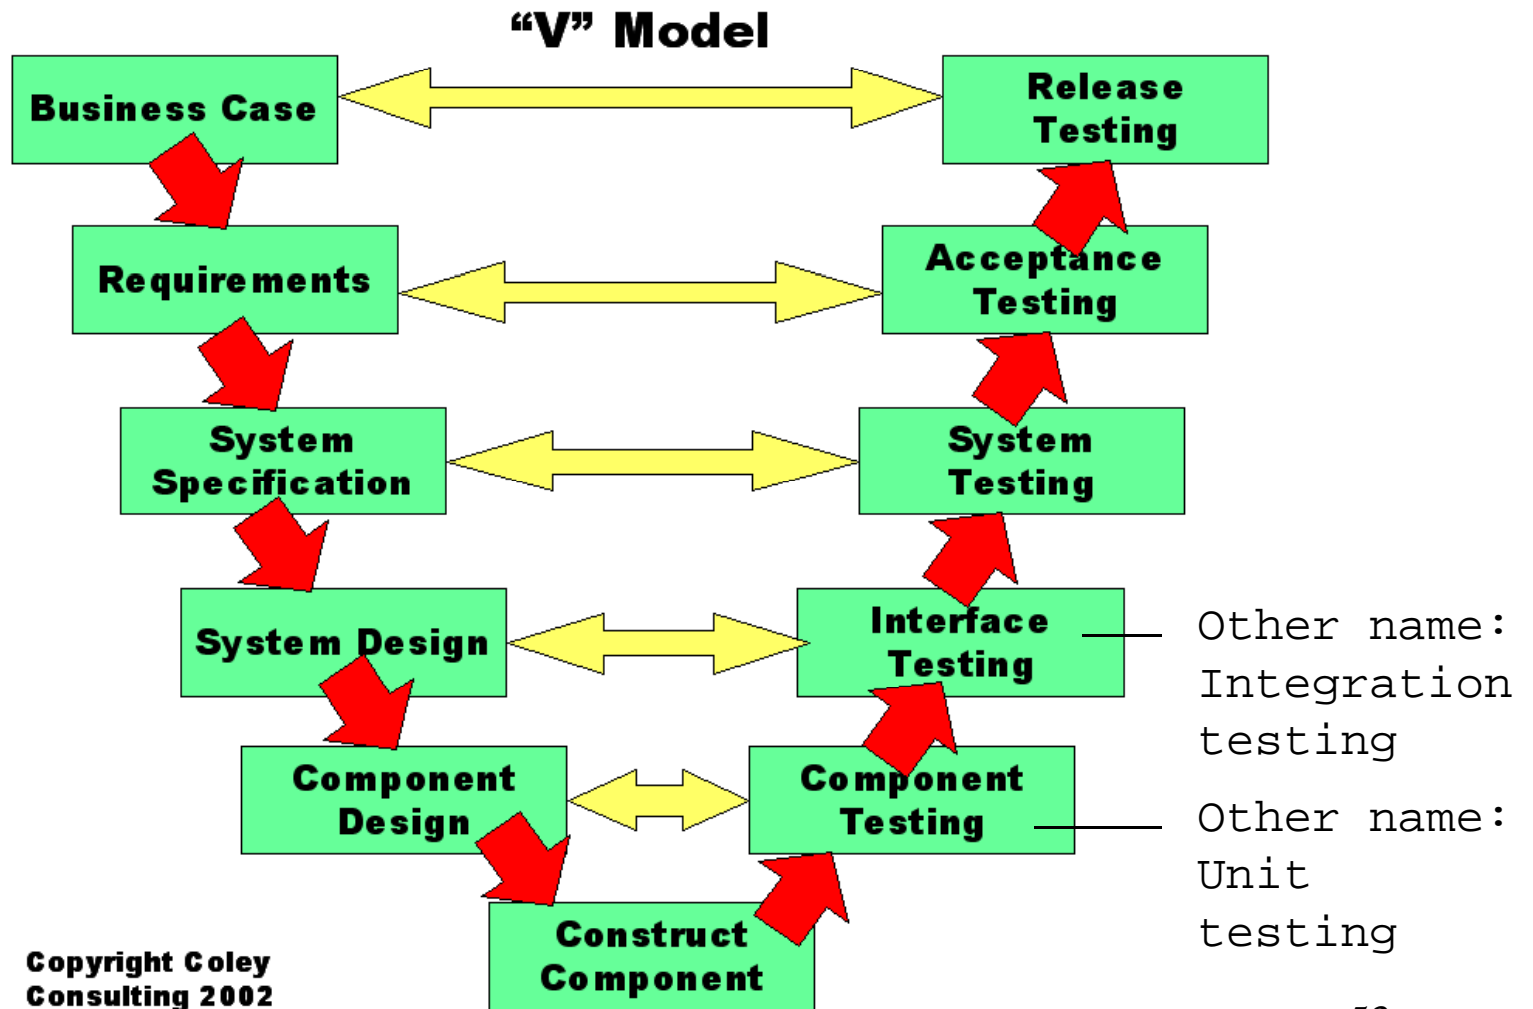 “V” Model
Business Case
Release
Testing
Requirements
Acceptance
Testing
System
Specification
System
Testing
System Design
Interface
Testing
Other name:
Integration
testing
Component
Design
Component
Testing
Other name:
Unit
testing
Construct
Component
Copyright Coley
Consulting 2002